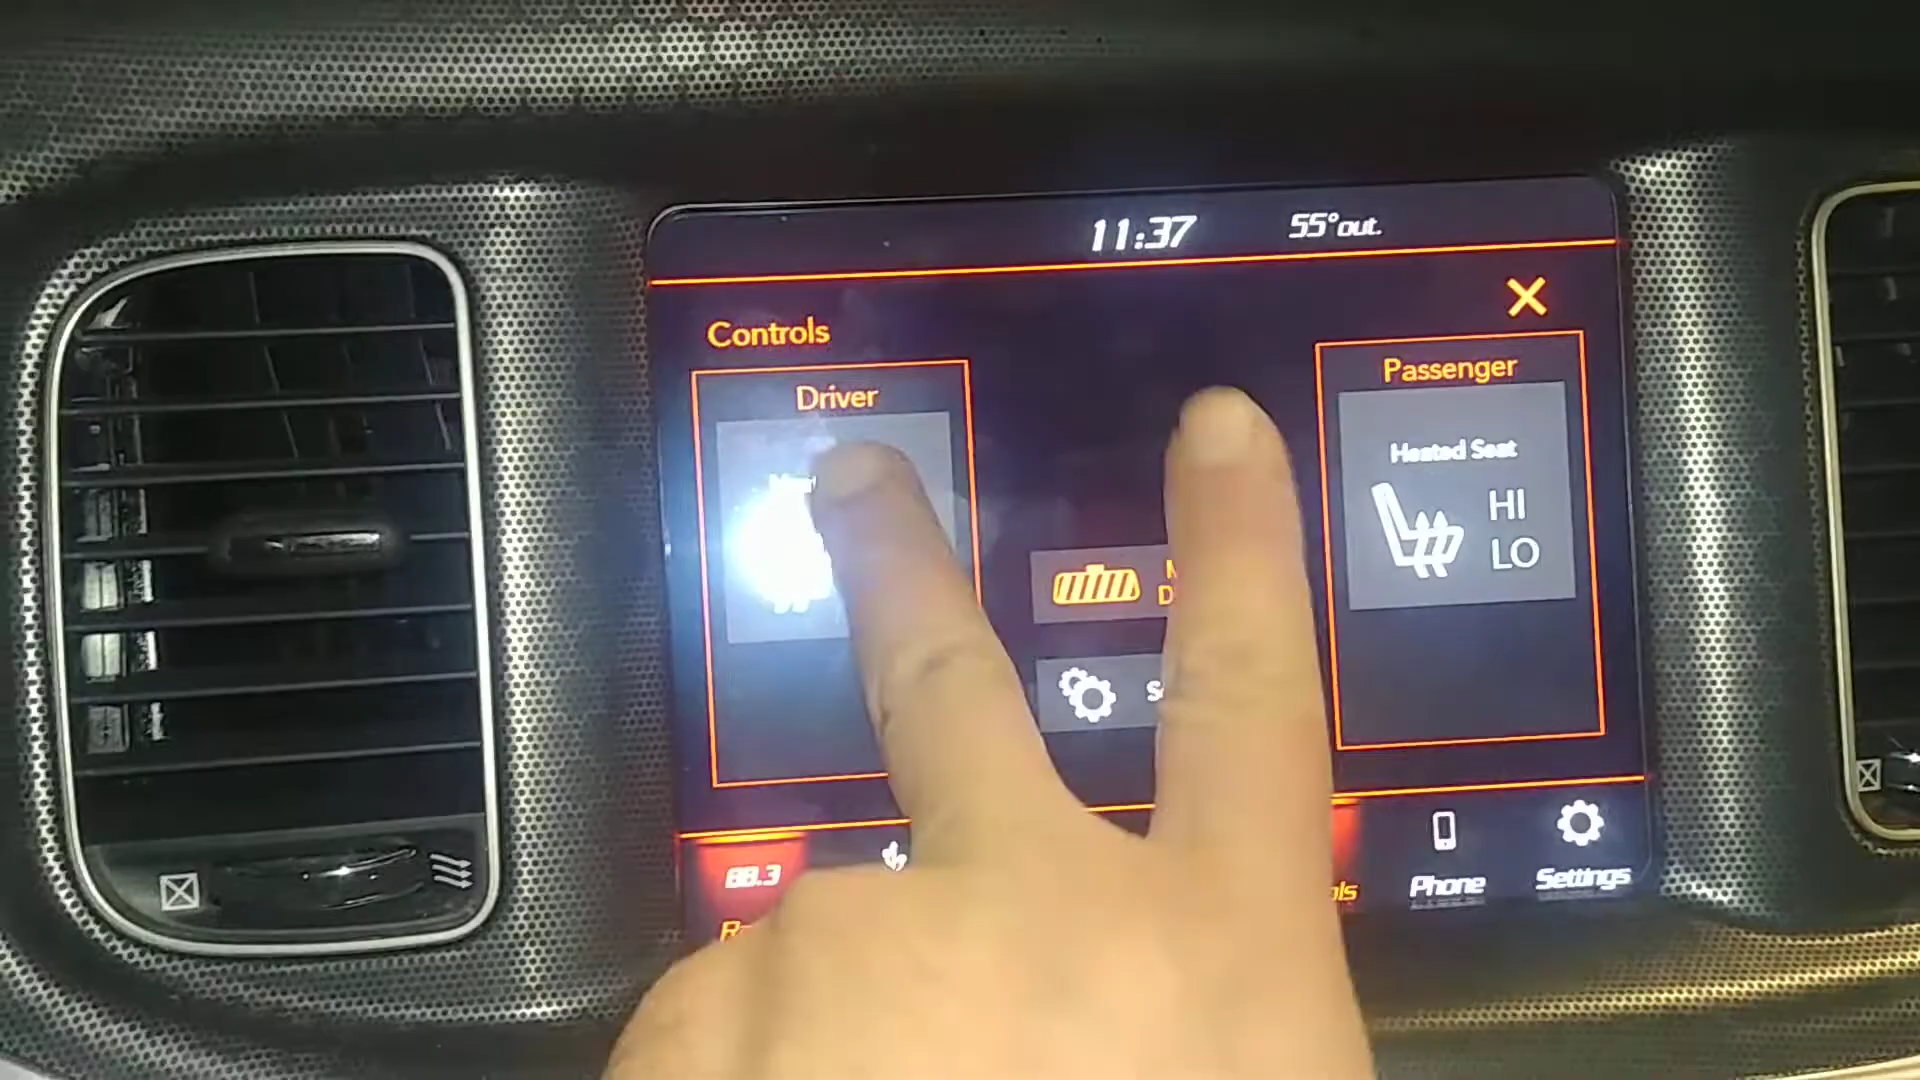 11:37 55°out.
Controls
Driver
Passenger
Heated Seat
HI
LO
88.3
Phone
Settings